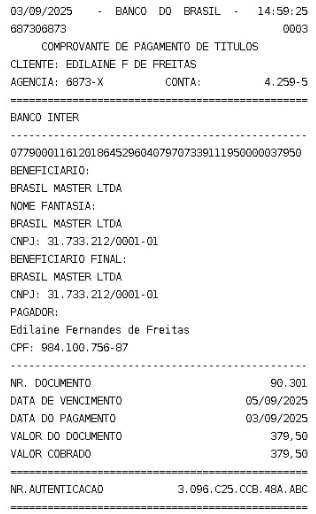 03/09/2025 - BANCO DO BRASIL - 14:59:25
687306873 0003
COMPROVANTE DE PAGAMENTO DE TITULOS
CLIENTE: EDILAINE F DE FREITAS
AGENCIA: 6873-X CONTA: 4.259-5
================================================
BANCO INTER
------------------------------------------------
07790001161201864529604079707339111950000037950
BENEFICIARIO:
BRASIL MASTER LTDA
NOME FANTASIA:
BRASIL MASTER LTDA
CNPJ: 31.733.212/0001-01
BENEFICIARIO FINAL:
BRASIL MASTER LTDA
CNPJ: 31.733.212/0001-01
PAGADOR:
Edilaine Fernandes de Freitas
CPF: 984.100.756-87
------------------------------------------------
NR. DOCUMENTO 90.301
DATA DE VENCIMENTO 05/09/2025
DATA DO PAGAMENTO 03/09/2025
VALOR DO DOCUMENTO 379,50
VALOR COBRADO 379,50
================================================
NR.AUTENTICACAO 3.096.C25.CCB.48A.ABC
================================================